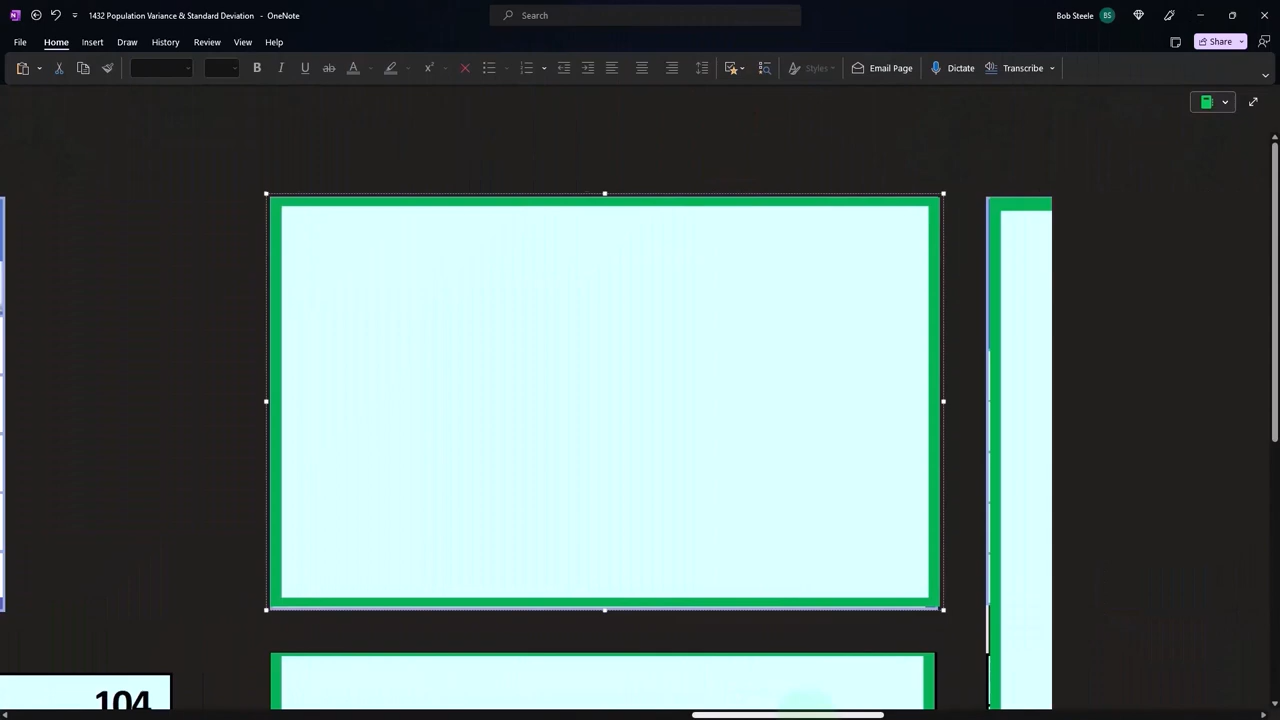 1432 Population Variance & Standard Deviation - OneNote
Search
Bob Steele BS
File Home Insert Draw History Review View Help
Share
B I U ab A x Styles Email Page Dictate Transcribe
104